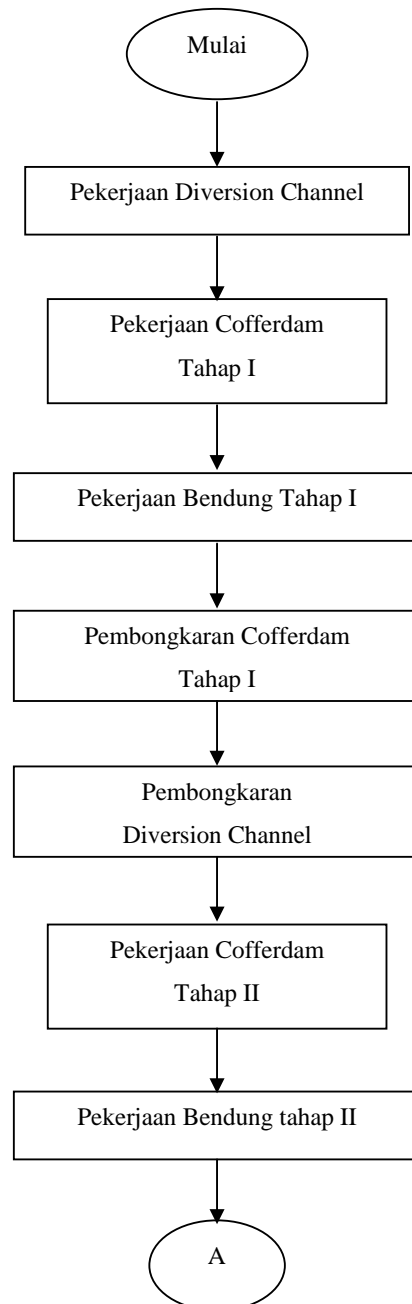 Mulai
Pekerjaan Diversion Channel
Pekerjaan Cofferdam
Tahap I
Pekerjaan Bendung Tahap I
Pembongkaran Cofferdam
Tahap I
Pembongkaran
Diversion Channel
Pekerjaan Cofferdam
Tahap II
Pekerjaan Bendung tahap II
A